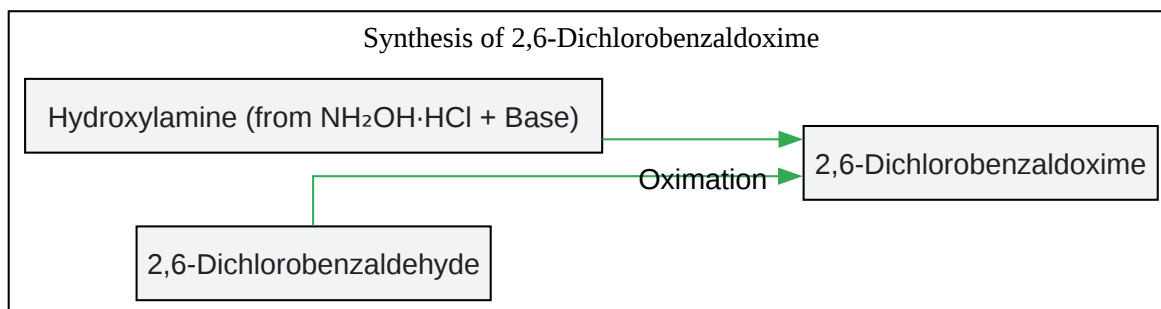 Synthesis of 2,6-Dichlorobenzaldoxime
Hydroxylamine (from NH₂OH·HCl + Base)
2,6-Dichlorobenzaldoxime
Oximation
2,6-Dichlorobenzaldehyde